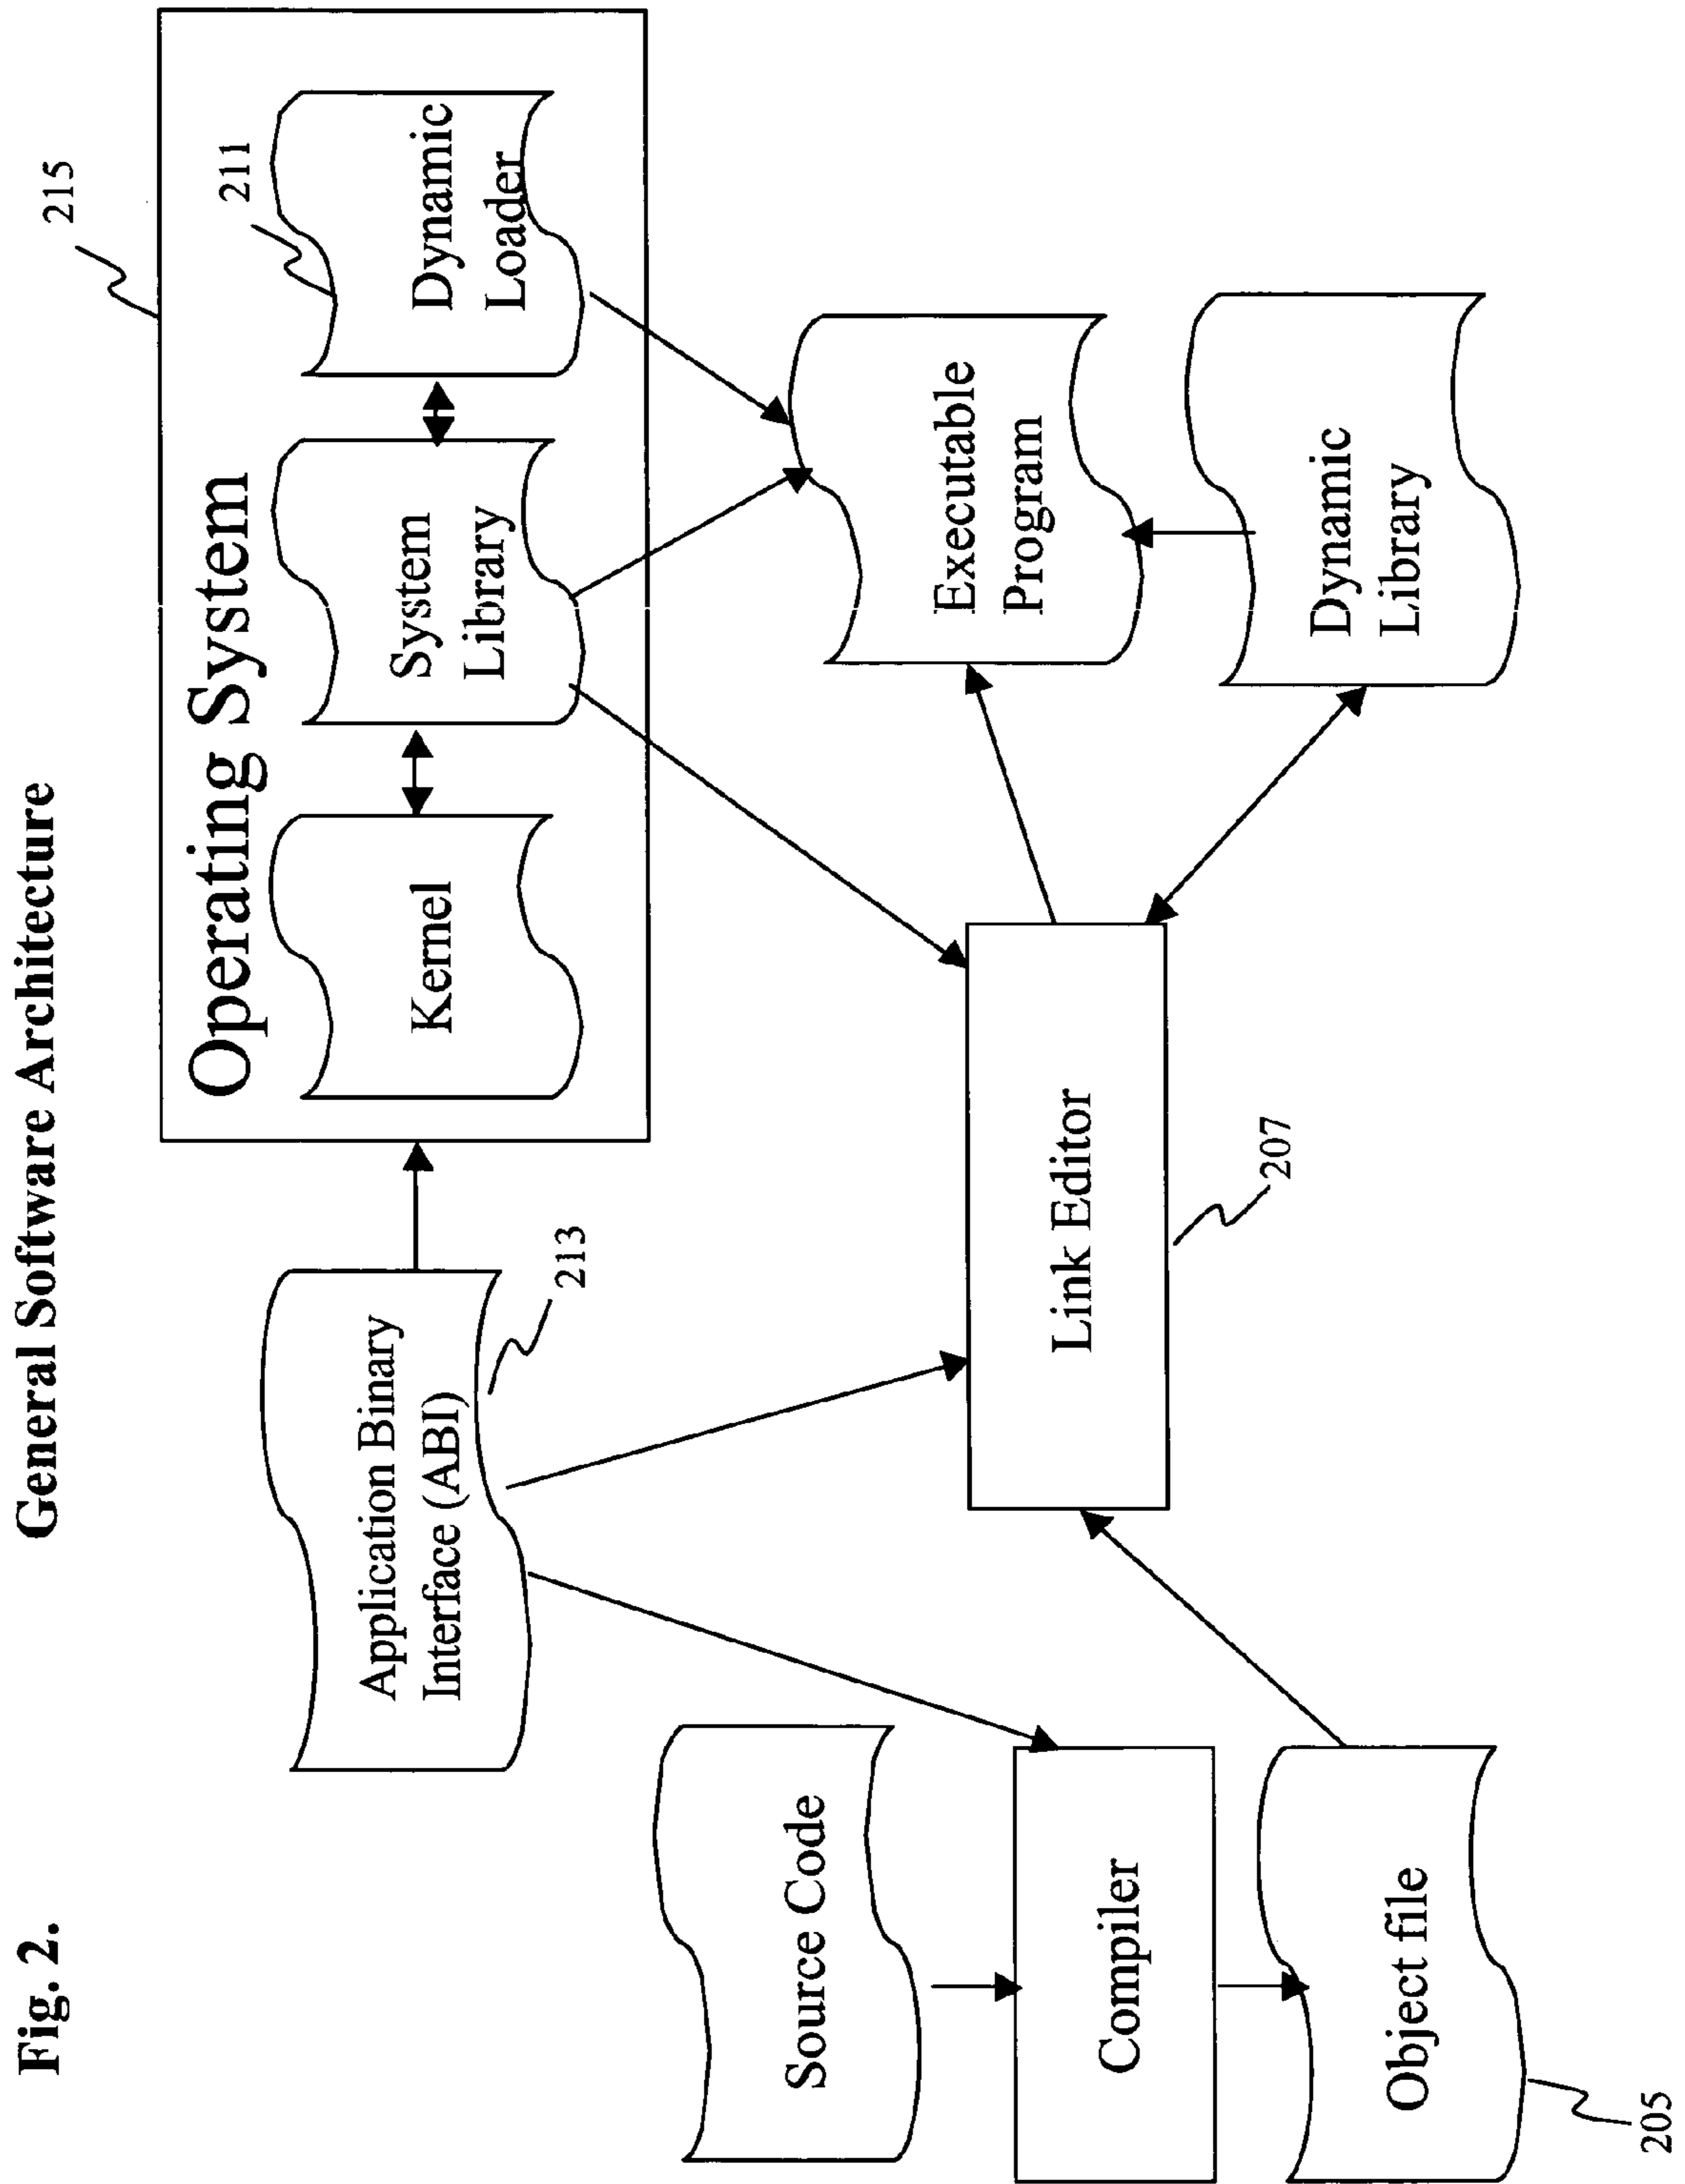 Fig. 2.
General Software Architecture
215
Operating System
211
Kernel
System
Library
Dynamic
Loader
Application Binary
Interface (ABI)
213
Source Code
Compiler
Object file
205
Link Editor
207
Executable
Program
Dynamic
Library